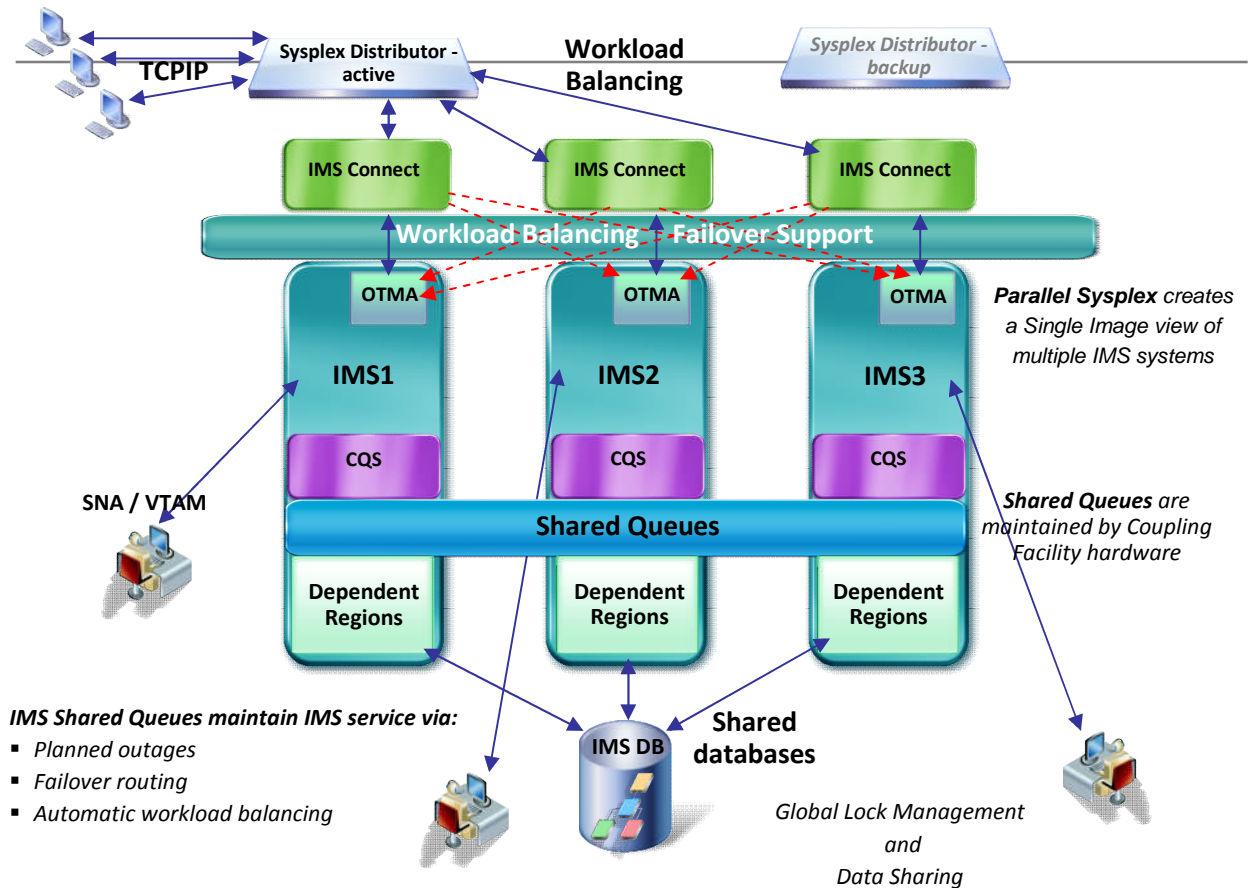 Sysplex Distributor -
active
Workload
Balancing
Sysplex Distributor -
backup
TCPIP
IMS Connect
IMS Connect
IMS Connect
Workload Balancing
Failover Support
OTMA
OTMA
OTMA
Parallel Sysplex creates
a Single Image view of
multiple IMS systems
IMS1
IMS2
IMS3
CQS
CQS
CQS
SNA / VTAM
Shared Queues
Shared Queues are
maintained by Coupling
Facility hardware
Dependent
Regions
Dependent
Regions
Dependent
Regions
IMS Shared Queues maintain IMS service via:
▪ Planned outages
▪ Failover routing
▪ Automatic workload balancing
IMS DB
Shared
databases
Global Lock Management
and
Data Sharing